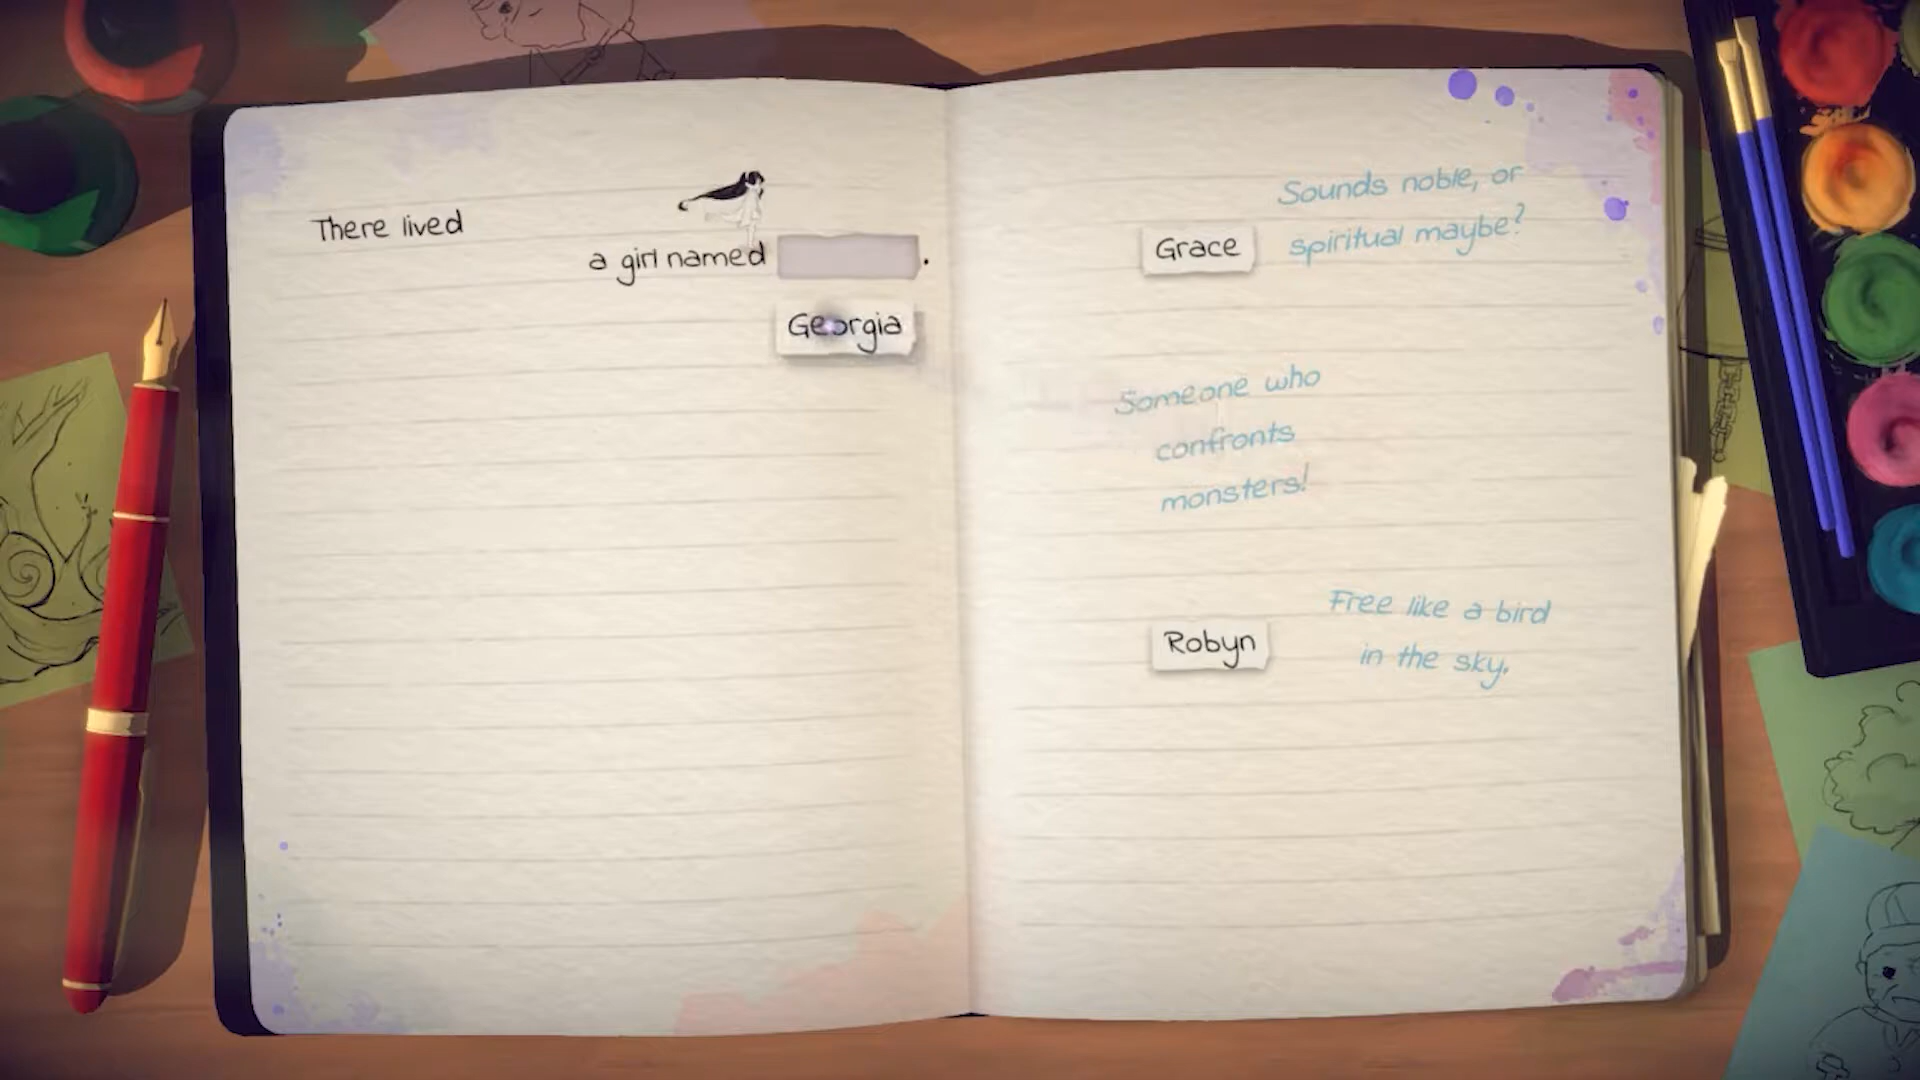 There lived
a girl named .
Georgia
Grace
Sounds noble, or
spiritual maybe?
Someone who
confronts
monsters!
Robyn
Free like a bird
in the sky.